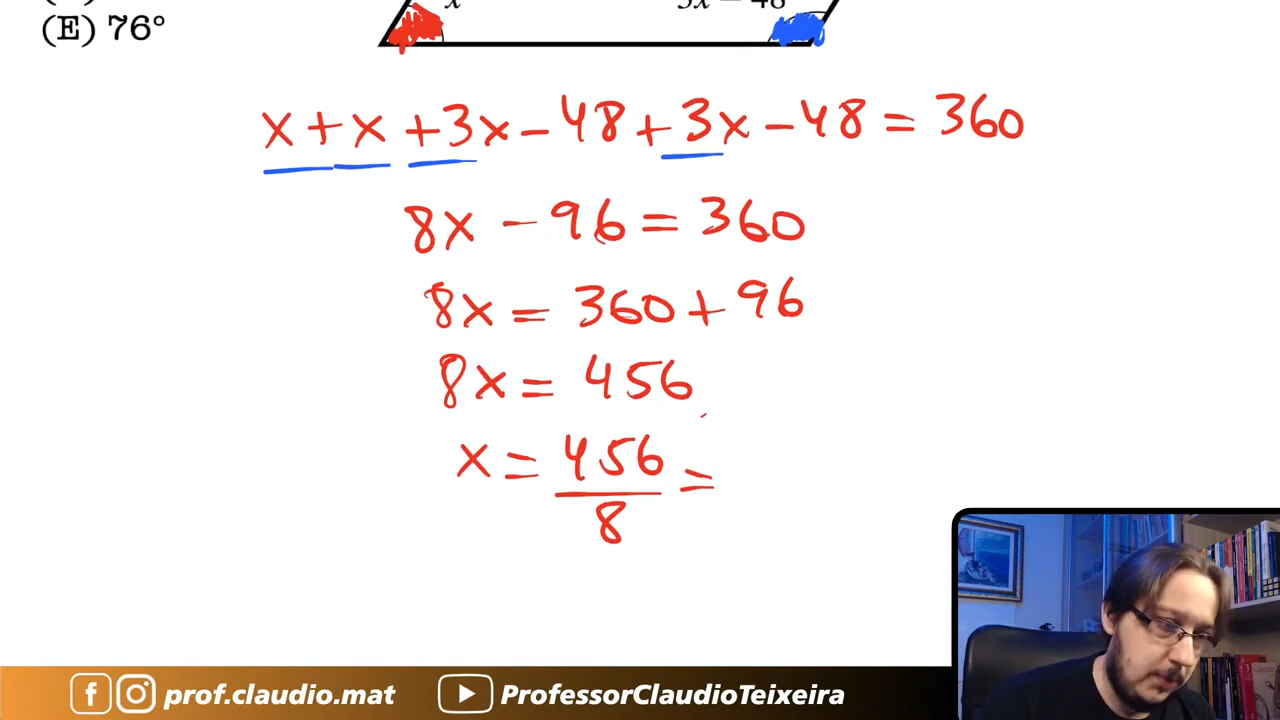 (E) 76°
x
3x - 48
x + x + 3x - 48 + 3x - 48 = 360
8x - 96 = 360
8x = 360 + 96
8x = 456
x = 456/8 =
prof.claudio.mat
ProfessorClaudioTeixeira